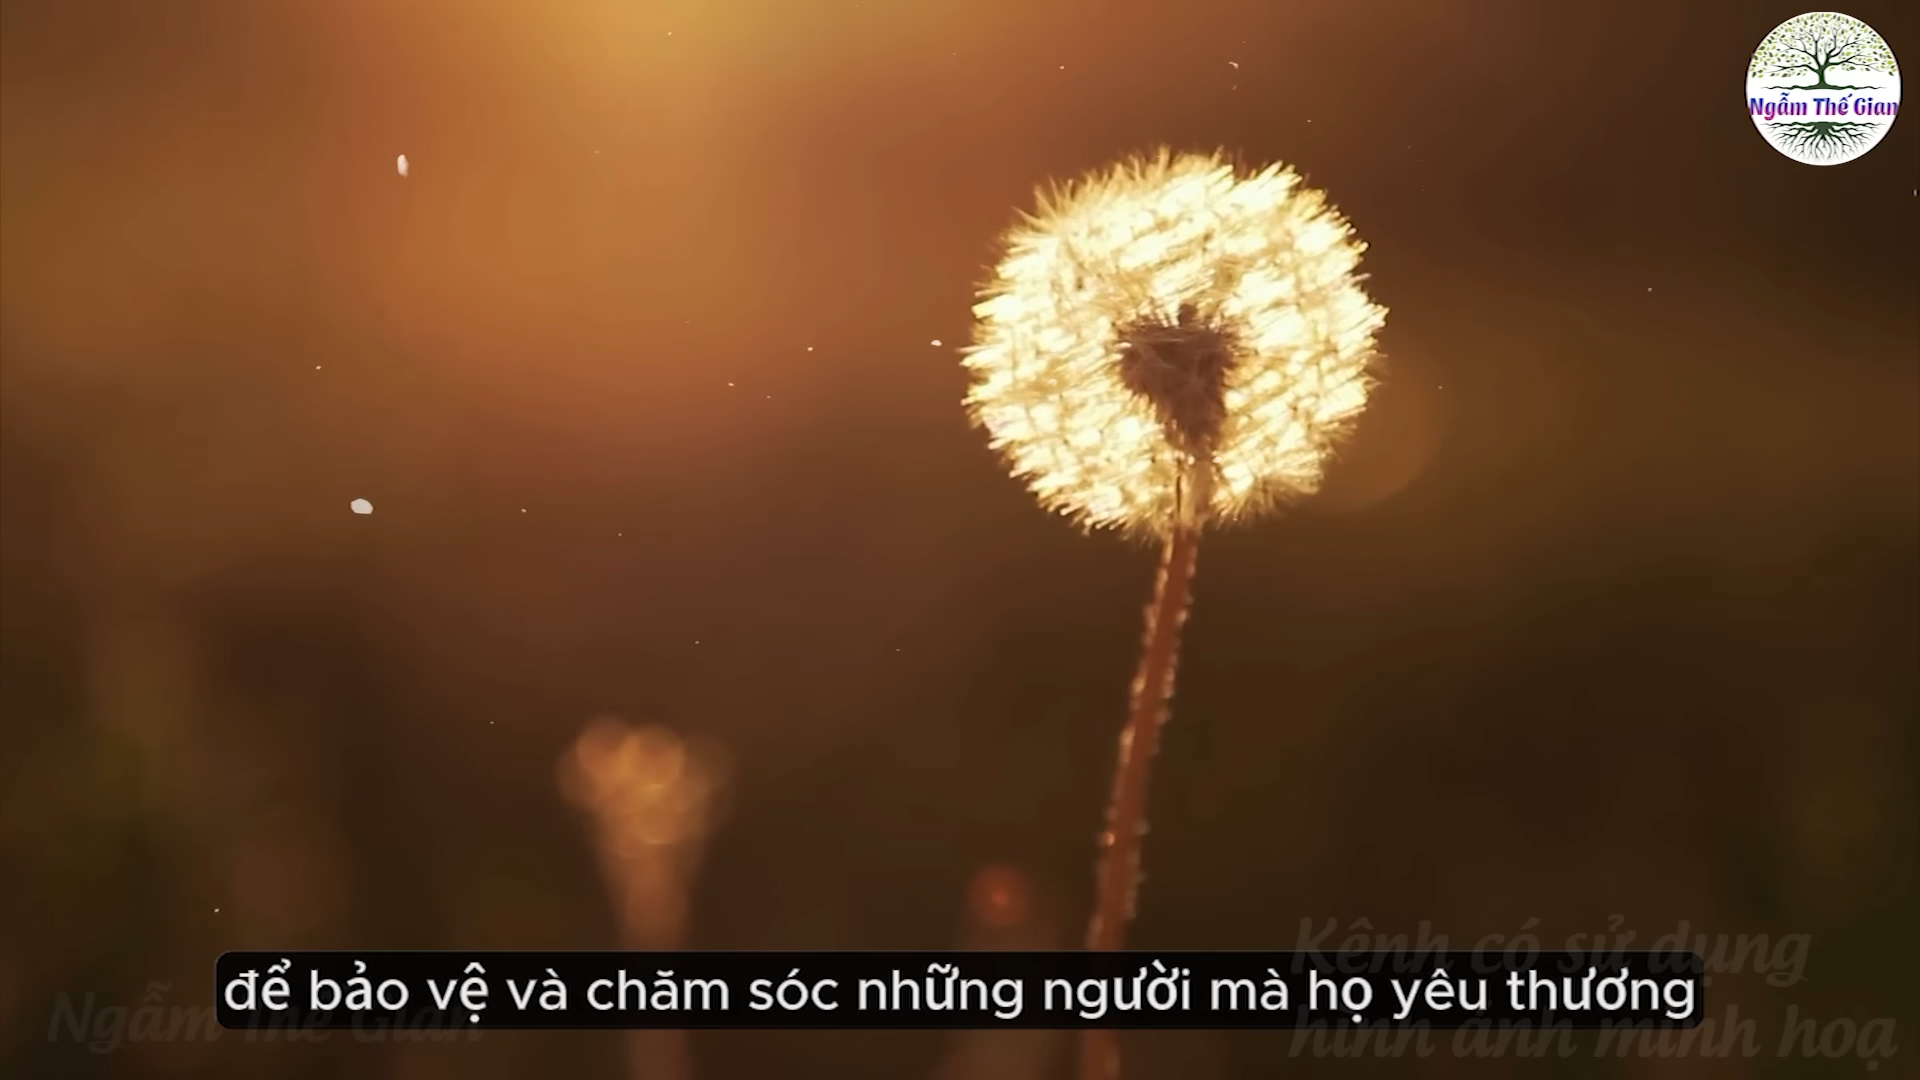 Ngẫm Thế Gian
Kênh có sử dụng
để bảo vệ và chăm sóc những người mà họ yêu thương
Ngẫm Thế Gian
hình ảnh minh hoạ